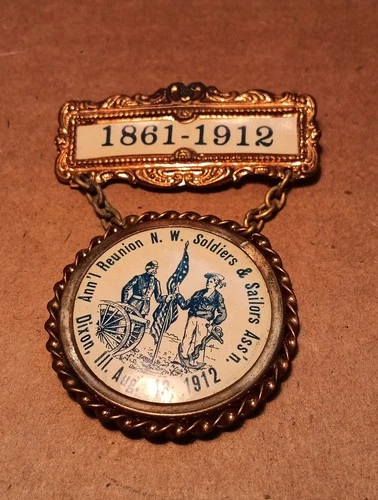 1861-1912
Ann'l Reunion N. W. Soldiers & Sailors Ass'n.
Dixon, Ill. Aug. 13, 1912